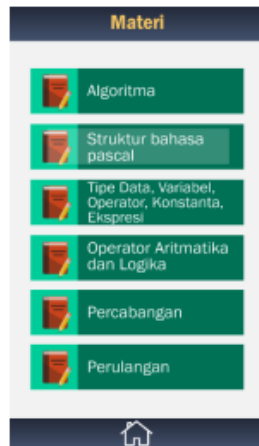 Materi
Algoritma
Struktur bahasa
pascal
Tipe Data, Variabel,
Operator, Konstanta,
Ekspresi
Operator Aritmatika
dan Logika
Percabangan
Perulangan